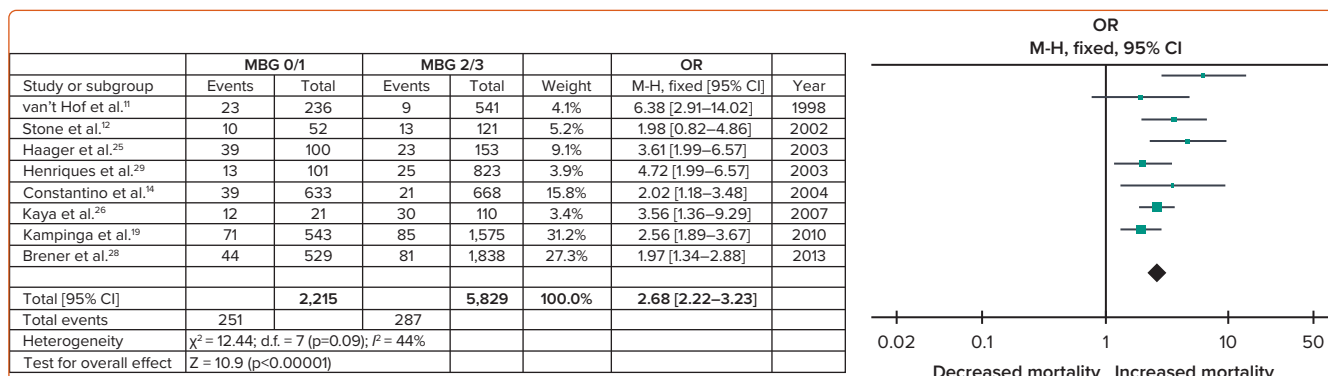 OR
M-H, fixed, 95% CI
MBG 0/1 MBG 2/3 OR
Study or subgroup Events Total Events Total Weight M-H, fixed [95% CI] Year
van't Hof et al.¹¹ 23 236 9 541 4.1% 6.38 [2.91–14.02] 1998
Stone et al.¹² 10 52 13 121 5.2% 1.98 [0.82–4.86] 2002
Haager et al.²⁵ 39 100 23 153 9.1% 3.61 [1.99–6.57] 2003
Henriques et al.²⁹ 13 101 25 823 3.9% 4.72 [1.99–6.57] 2003
Constantino et al.¹⁴ 39 633 21 668 15.8% 2.02 [1.18–3.48] 2004
Kaya et al.²⁶ 12 21 30 110 3.4% 3.56 [1.36–9.29] 2007
Kampinga et al.¹⁹ 71 543 85 1,575 31.2% 2.56 [1.89–3.67] 2010
Brener et al.²⁸ 44 529 81 1,838 27.3% 1.97 [1.34–2.88] 2013
Total [95% CI] 2,215 5,829 100.0% 2.68 [2.22–3.23]
Total events 251 287
Heterogeneity χ² = 12.44; d.f. = 7 (p=0.09); I² = 44%
Test for overall effect Z = 10.9 (p<0.00001)
0.02 0.1 1 10 50
Decreased mortality Increased mortality